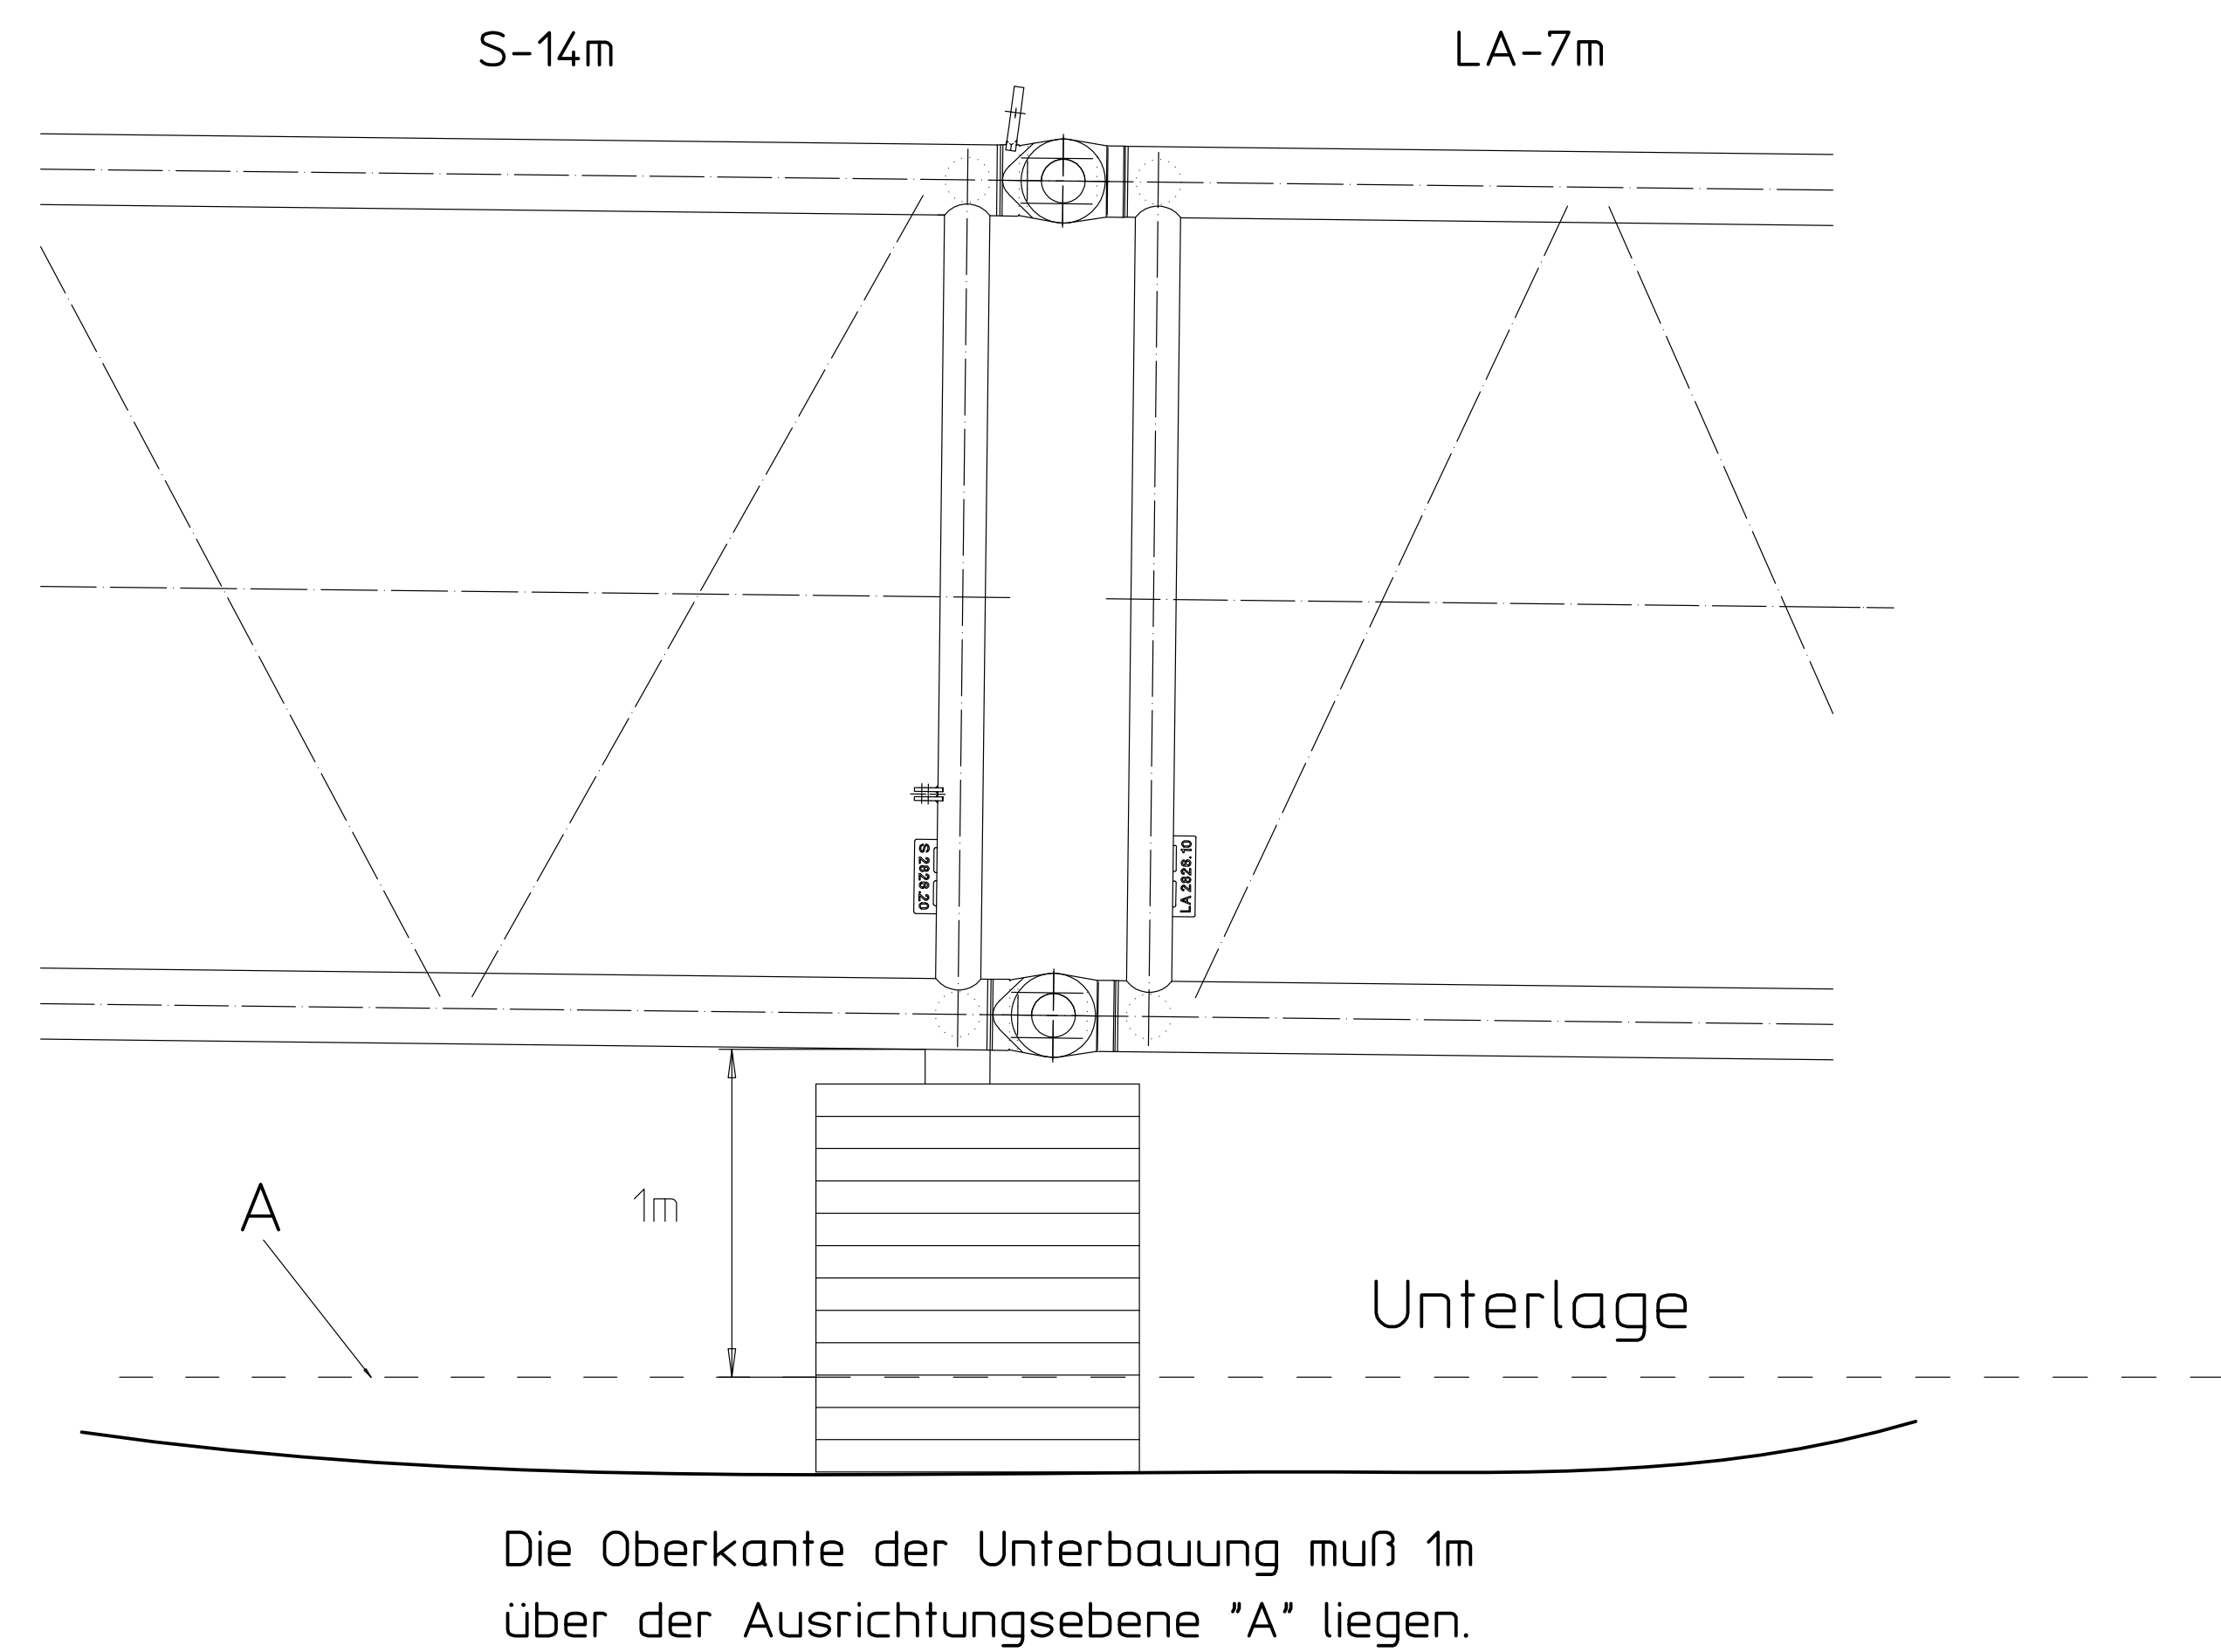 S-14m
LA-7m
S 2826.20
LA 2826.10
1m
A
Unterlage
Die Oberkante der Unterbauung muß 1m
über der Ausrichtungsebene "A" liegen.